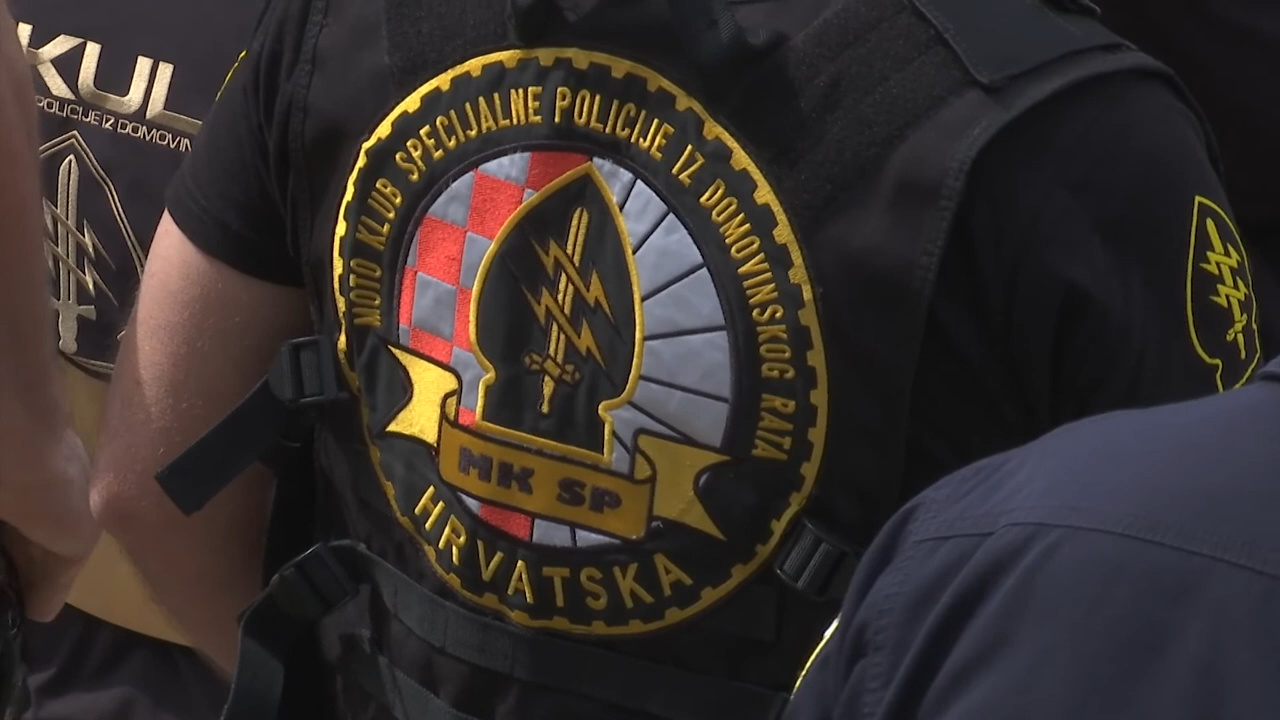 KUL
POLICIJE IZ DOMOVIN
MOTO KLUB SPECIJALNE POLICIJE IZ DOMOVINSKOG RATA
MK SP
HRVATSKA